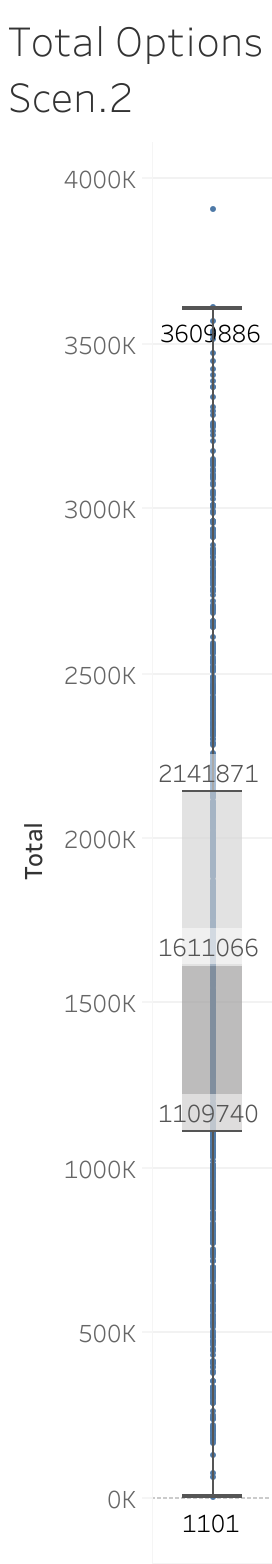 Total Options
Scen.2
4000K
3609886
3500K
3000K
2500K
2141871
2000K
Total
1611066
1500K
1109740
1000K
500K
0K
1101